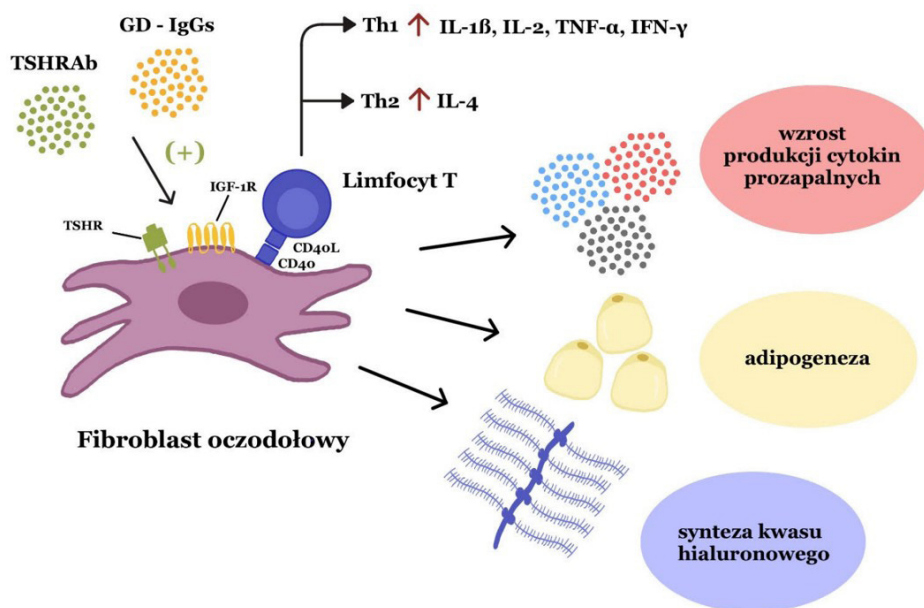 GD - IgGs
TSHRAb
(+)
Th1 ↑ IL-1ß, IL-2, TNF-α, IFN-γ
Th2 ↑ IL-4
Limfocyt T
IGF-1R
TSHR
CD40L
CD40
Fibroblast oczodołowy
wzrost
produkcji cytokin
prozapalnych
adipogeneza
synteza kwasu
hialuronowego